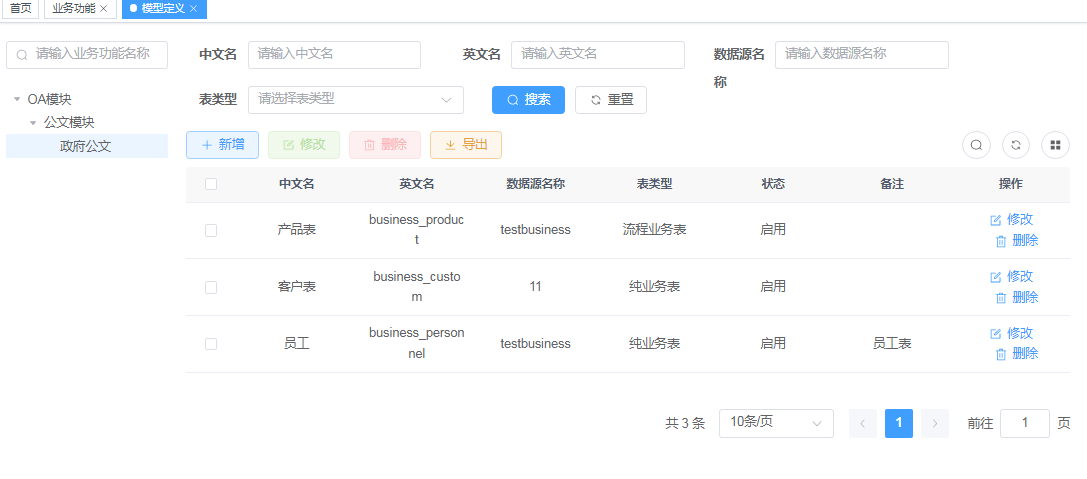 首页 业务功能 模型定义
请输入业务功能名称 中文名 请输入中文名 英文名 请输入英文名 数据源名称 请输入数据源名称
OA模块 表类型 请选择表类型 搜索 重置
公文模块
政府公文 新增 修改 删除 导出
中文名 英文名 数据源名称 表类型 状态 备注 操作
产品表 business_product testbusiness 流程业务表 启用 修改 删除
客户表 business_custom 11 纯业务表 启用 修改 删除
员工 business_personnel testbusiness 纯业务表 启用 员工表 修改 删除
共 3 条 10条/页 1 前往 1 页